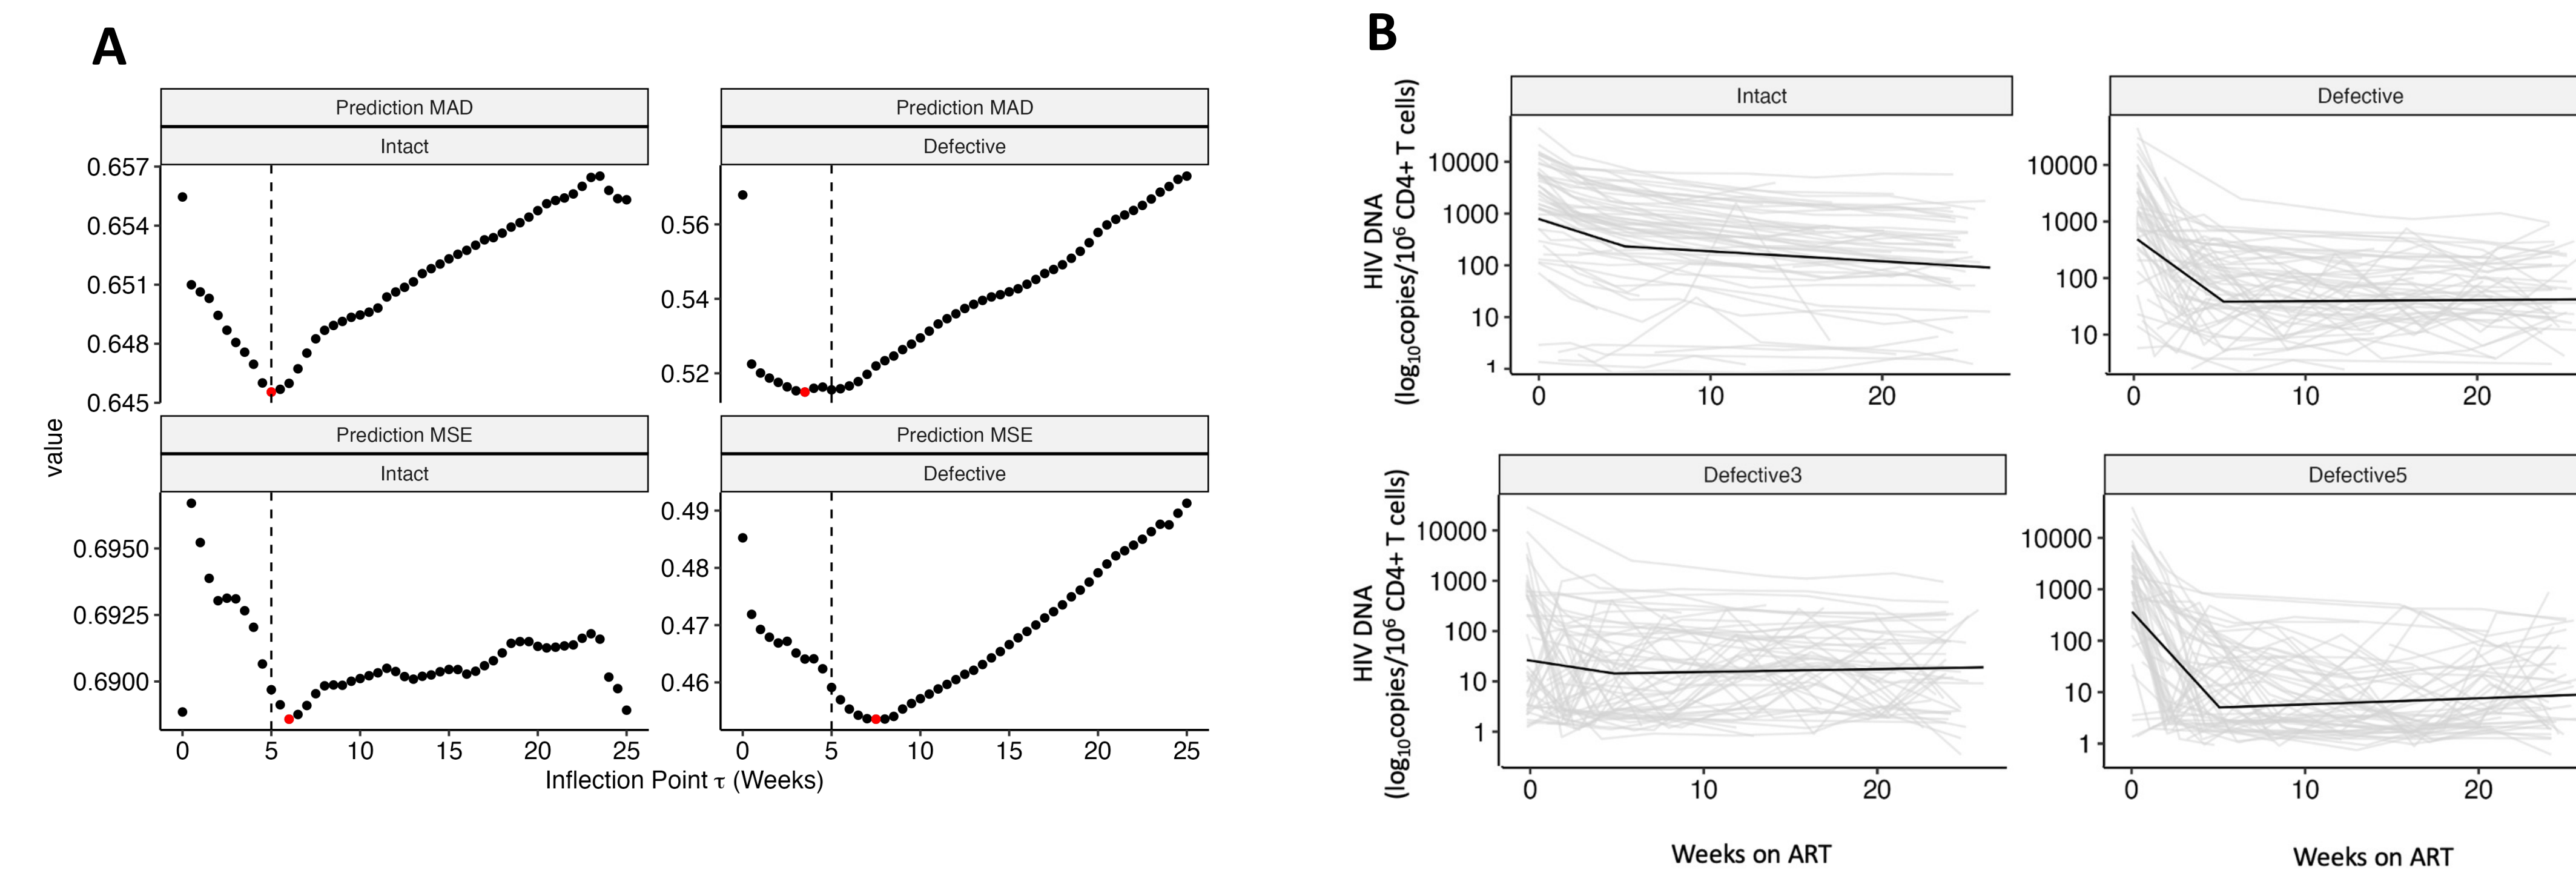 A
Prediction MAD
Intact
0.657
0.654
0.651
0.648
0.645
Prediction MAD
Defective
0.56
0.54
0.52
value
Prediction MSE
Intact
0.6950
0.6925
0.6900
0 5 10 15 20 25
Prediction MSE
Defective
0.49
0.48
0.47
0.46
0 5 10 15 20 25
Inflection Point τ (Weeks)
B
HIV DNA
(log₁₀copies/10⁶ CD4+ T cells)
Intact
10000
1000
100
10
1
0 10 20
Defective
10000
1000
100
10
0 10 20
HIV DNA
(log₁₀copies/10⁶ CD4+ T cells)
Defective3
10000
1000
100
10
1
0 10 20
Defective5
10000
1000
100
10
1
0 10 20
Weeks on ART
Weeks on ART